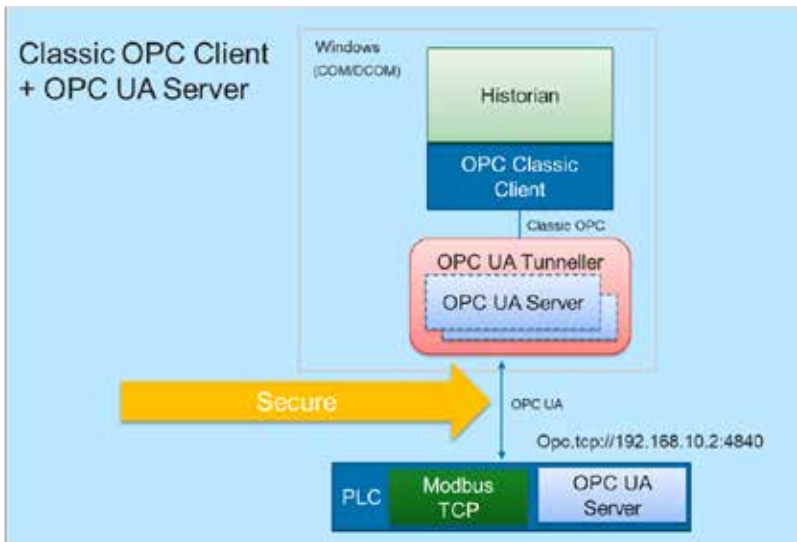 Classic OPC Client
+ OPC UA Server
Windows
(COM/DCOM)
Historian
OPC Classic
Client
Classic OPC
OPC UA Tunneller
OPC UA Server
Secure
OPC UA
Opc.tcp://192.168.10.2:4840
PLC
Modbus
TCP
OPC UA
Server